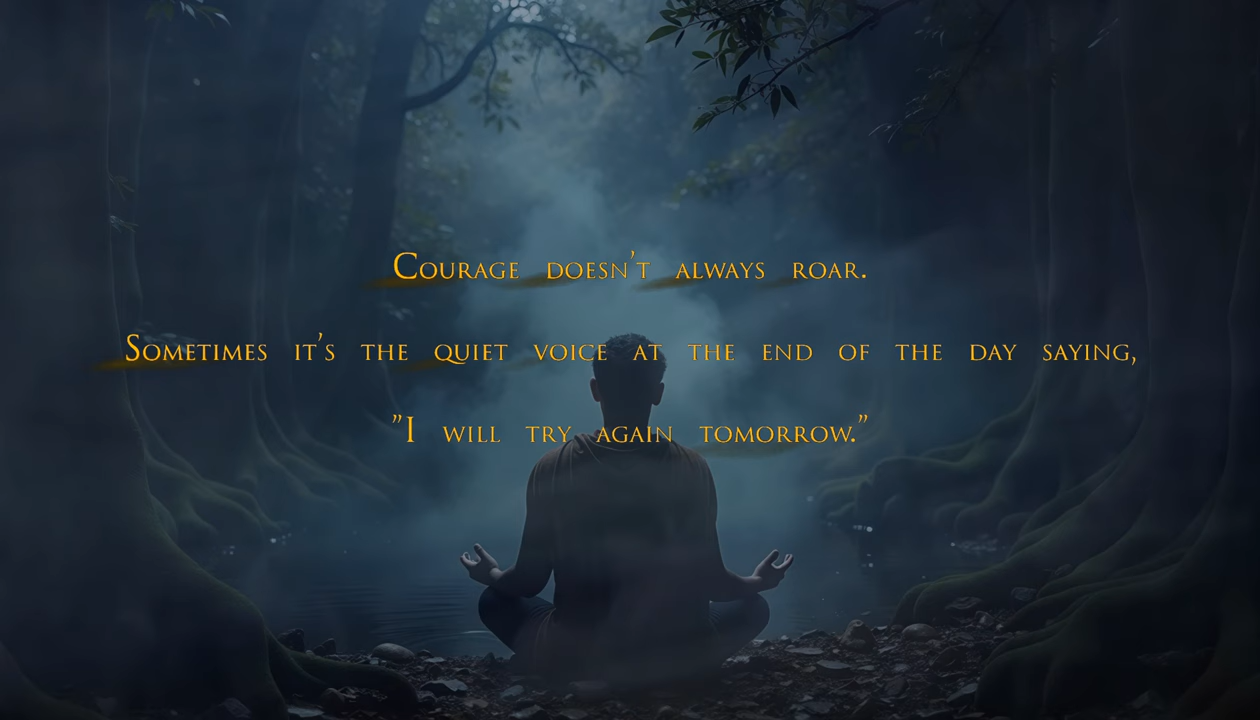 Courage doesn't always roar.
Sometimes it's the quiet voice at the end of the day saying,
"I will try again tomorrow."